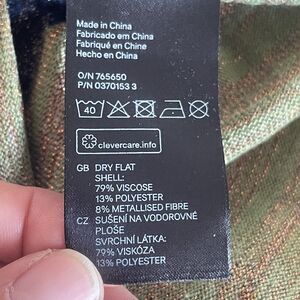 Made in China
Fabricado em China
Fabriqué en Chine
Hecho en China
O/N 765650
P/N 0370153 3
40
clevercare.info
GB DRY FLAT
SHELL:
79% VISCOSE
13% POLYESTER
8% METALLISED FIBRE
CZ SUŠENÍ NA VODOROVNÉ
PLOŠE
SVRCHNÍ LÁTKA:
79% VISKÓZA
13% POLYESTER